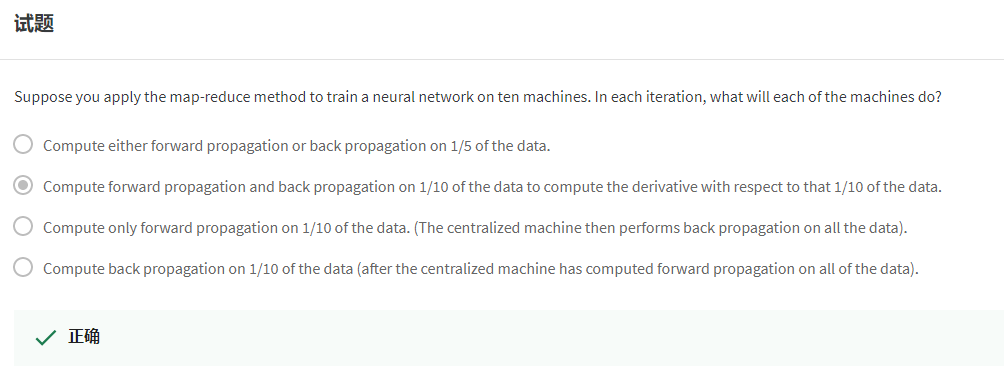 试题
Suppose you apply the map-reduce method to train a neural network on ten machines. In each iteration, what will each of the machines do?
Compute either forward propagation or back propagation on 1/5 of the data.
Compute forward propagation and back propagation on 1/10 of the data to compute the derivative with respect to that 1/10 of the data.
Compute only forward propagation on 1/10 of the data. (The centralized machine then performs back propagation on all the data).
Compute back propagation on 1/10 of the data (after the centralized machine has computed forward propagation on all of the data).
正确